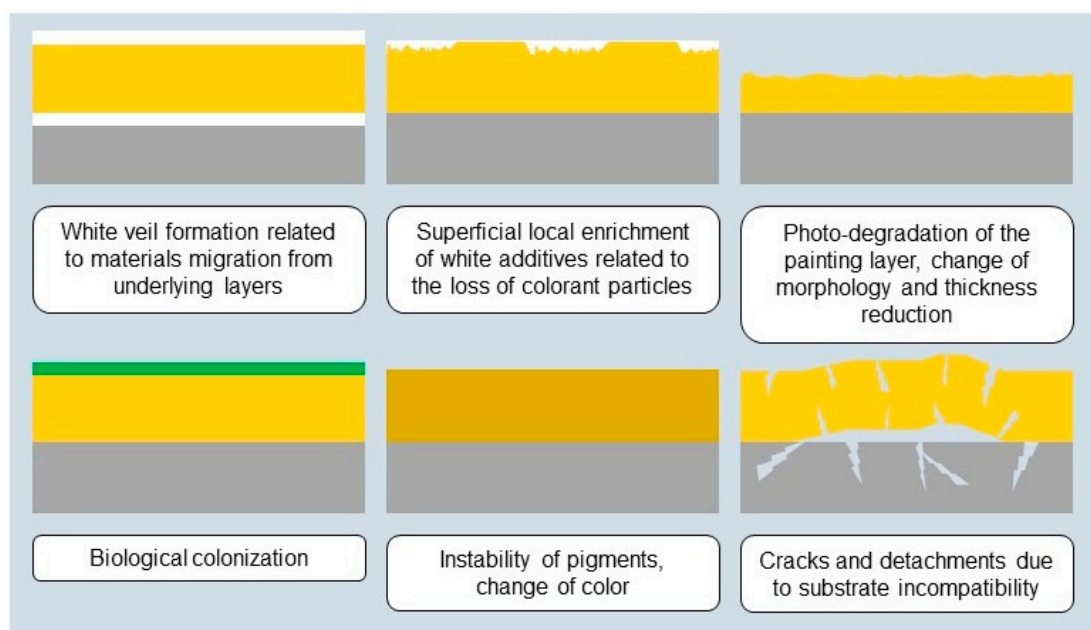 White veil formation related
to materials migration from
underlying layers
Superficial local enrichment
of white additives related to
the loss of colorant particles
Photo-degradation of the
painting layer, change of
morphology and thickness
reduction
Biological colonization
Instability of pigments,
change of color
Cracks and detachments due
to substrate incompatibility